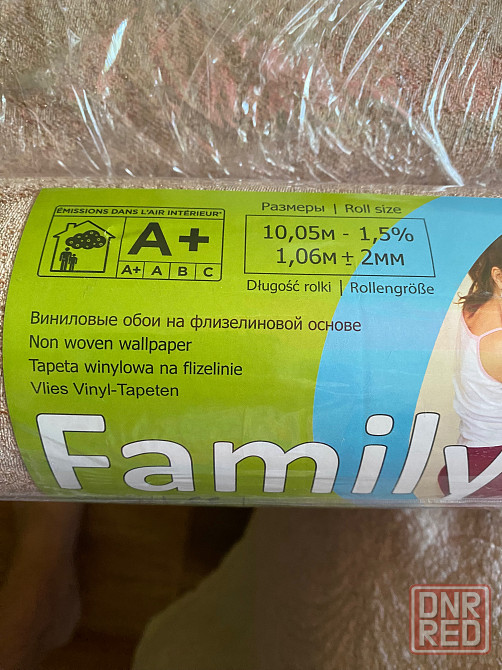 ÉMISSIONS DANS L'AIR INTÉRIEUR*
A+
A+ A B C
Размеры | Roll size
10,05м - 1,5%
1,06м ± 2мм
Długość rolki | Rollengröße
Виниловые обои на флизелиновой основе
Non woven wallpaper
Tapeta winylowa na flizelinie
Vlies Vinyl-Tapeten
Family
DNR
RED